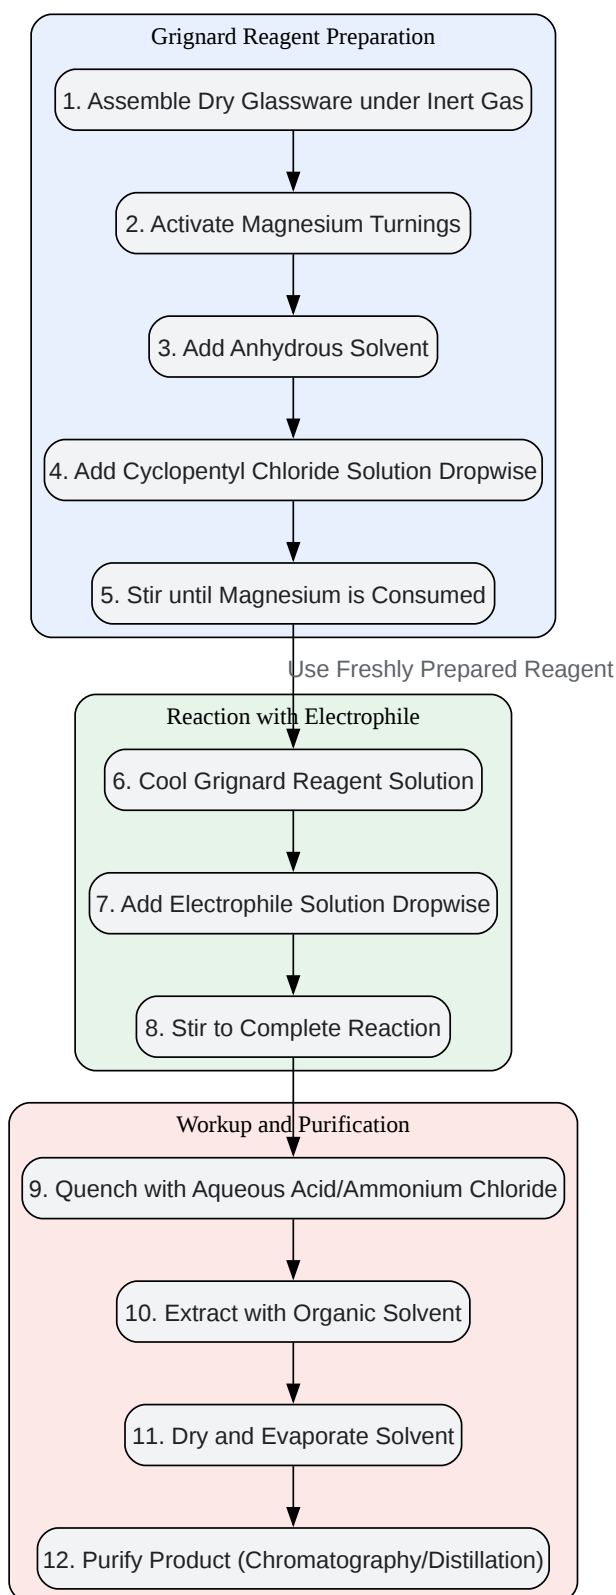 Grignard Reagent Preparation
1. Assemble Dry Glassware under Inert Gas
2. Activate Magnesium Turnings
3. Add Anhydrous Solvent
4. Add Cyclopentyl Chloride Solution Dropwise
5. Stir until Magnesium is Consumed
Use Freshly Prepared Reagent
Reaction with Electrophile
6. Cool Grignard Reagent Solution
7. Add Electrophile Solution Dropwise
8. Stir to Complete Reaction
Workup and Purification
9. Quench with Aqueous Acid/Ammonium Chloride
10. Extract with Organic Solvent
11. Dry and Evaporate Solvent
12. Purify Product (Chromatography/Distillation)